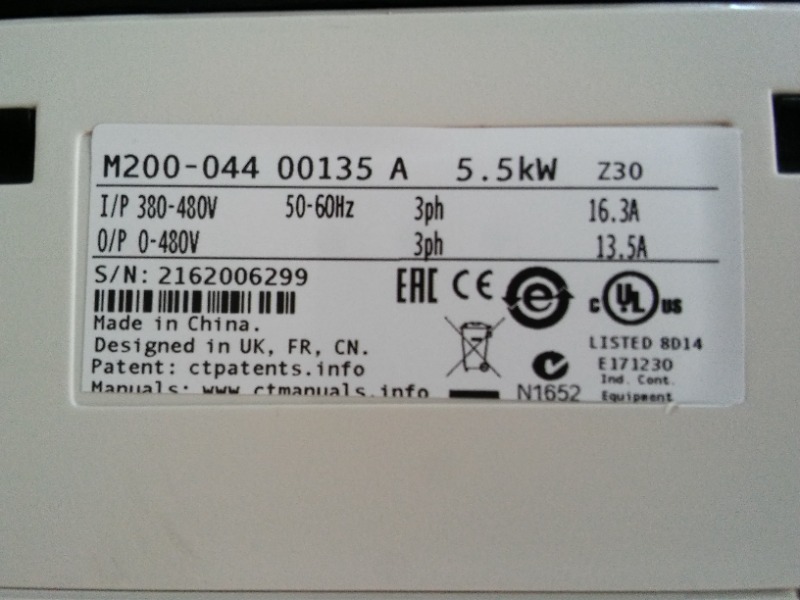 M200-044 00135 A 5.5kW Z30
I/P 380-480V 50-60Hz 3ph 16.3A
O/P 0-480V 3ph 13.5A
S/N: 2162006299
EAC CE e c UL us
Made in China.
Designed in UK, FR, CN.
Patent: ctpatents.info
Manuals: www.ctmanuals.info
N1652
LISTED 8D14
E171230
Ind. Cont.
Equipment